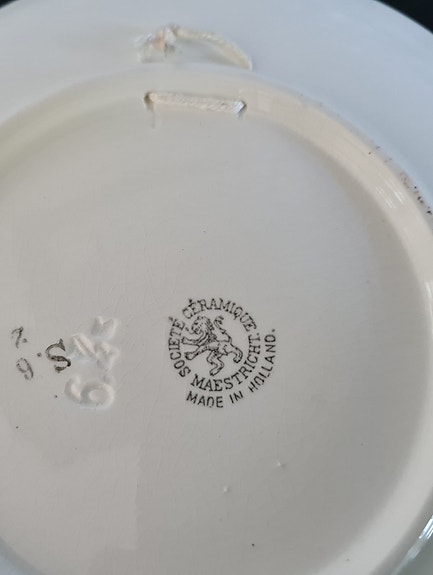 SOCIÉTÉ CÉRAMIQUE
MAESTRICHT.
MADE IN HOLLAND.
S.